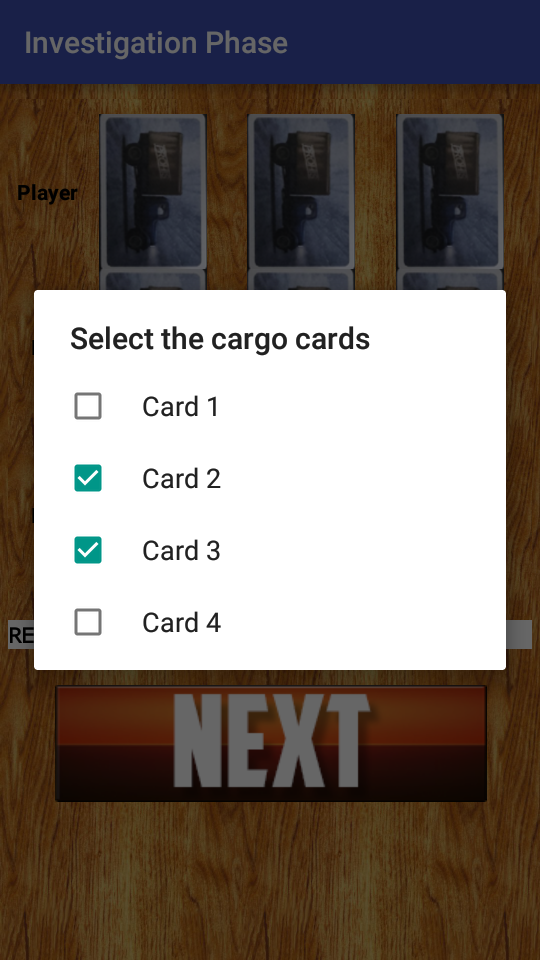 Investigation Phase
Player
Select the cargo cards
Card 1
Card 2
Card 3
Card 4
RE
NEXT